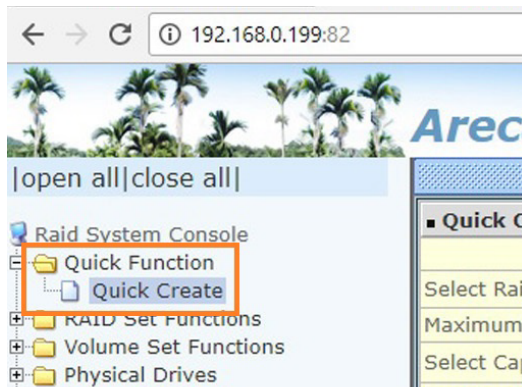 192.168.0.199:82
Arec
|open all|close all|
Raid System Console
Quick Function
Quick Create
RAID Set Functions
Volume Set Functions
Physical Drives
Quick
Select Rai
Maximum
Select Ca